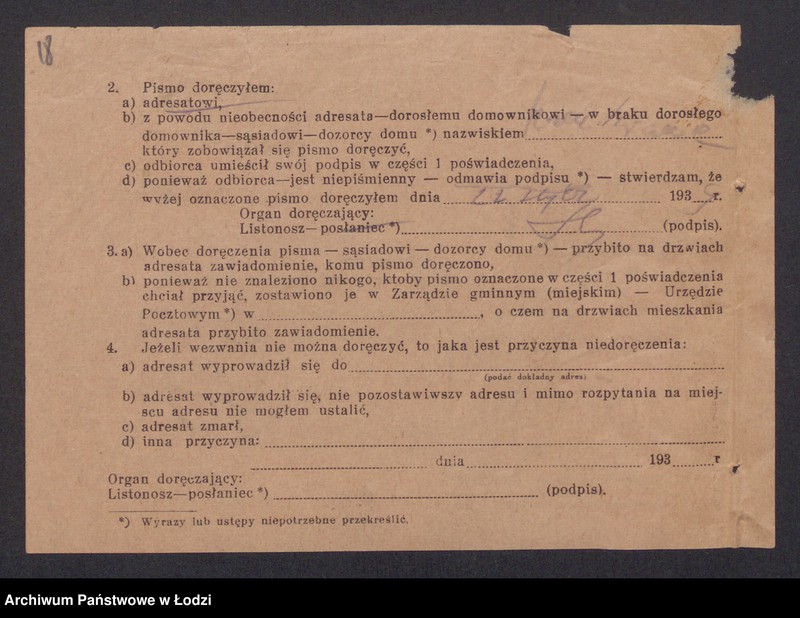 18
2. Pismo doręczyłem:
a) adresatowi,
b) z powodu nieobecności adresata—dorosłemu domownikowi — w braku dorosłego
domownika—sąsiadowi—dozorcy domu *) nazwiskiem
który zobowiązał się pismo doręczyć,
c) odbiorca umieścił swój podpis w części 1 poświadczenia,
d) ponieważ odbiorca—jest niepiśmienny — odmawia podpisu *) — stwierdzam, że
wyżej oznaczone pismo doręczyłem dnia 193 r.
Organ doręczający:
Listonosz—posłaniec *) (podpis).
3. a) Wobec doręczenia pisma — sąsiadowi — dozorcy domu *) — przybito na drzwiach
adresata zawiadomienie, komu pismo doręczono,
b) ponieważ nie znaleziono nikogo, ktoby pismo oznaczone w części 1 poświadczenia
chciał przyjąć, zostawiono je w Zarządzie gminnym (miejskim) — Urzędzie
Pocztowym *) w , o czem na drzwiach mieszkania
adresata przybito zawiadomienie.
4. Jeżeli wezwania nie można doręczyć, to jaka jest przyczyna niedoręczenia:
a) adresat wyprowadził się do
(podać dokładny adres)
b) adresat wyprowadził się, nie pozostawiwszy adresu i mimo rozpytania na miej-
scu adresu nie mogłem ustalić,
c) adresat zmarł,
d) inna przyczyna:
dnia 193 r
Organ doręczający:
Listonosz—posłaniec *) (podpis).
*) Wyrazy lub ustępy niepotrzebne przekreślić.
Archiwum Państwowe w Łodzi